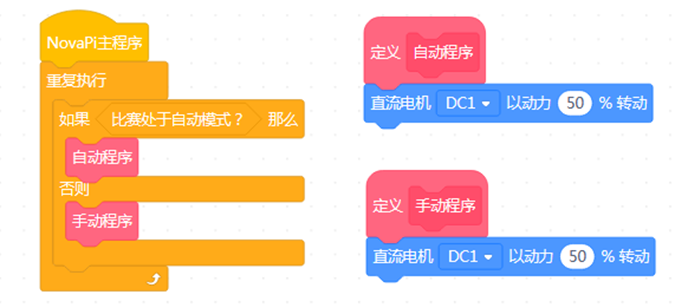 NovaPi主程序
重复执行
如果 比赛处于自动模式？ 那么
自动程序
否则
手动程序
定义 自动程序
直流电机 DC1 以动力 50 % 转动
定义 手动程序
直流电机 DC1 以动力 50 % 转动